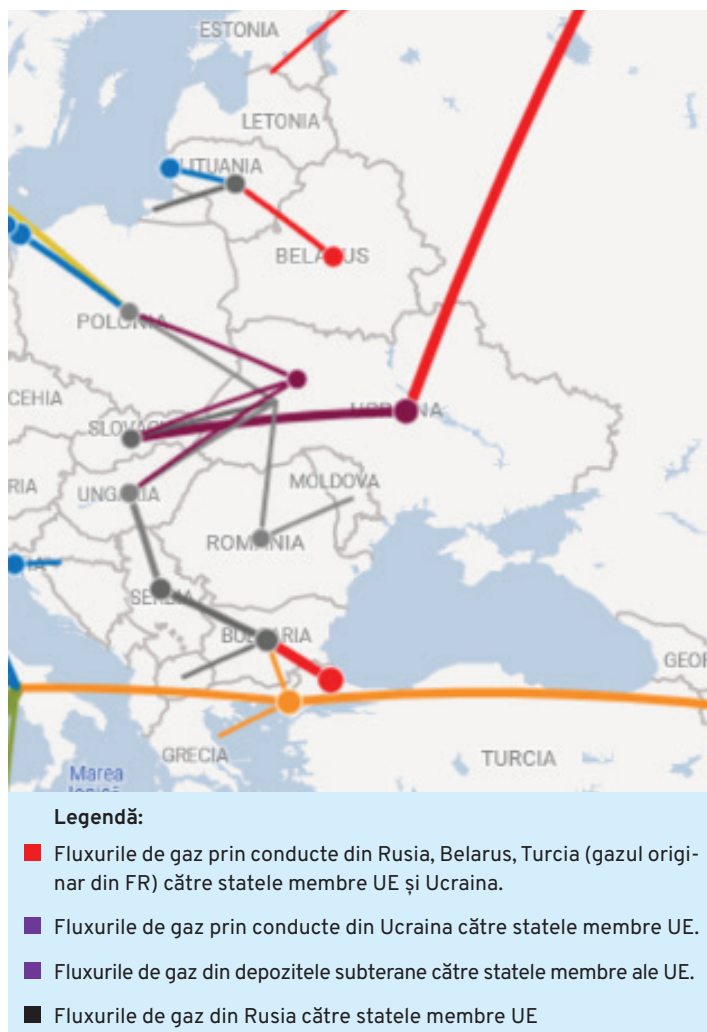 ESTONIA
LETONIA
LITUANIA
BELARUS
POLONIA
CEHIA
UCRAINA
SLOVACIA
RIA
UNGARIA
MOLDOVA
ROMÂNIA
SERBIA
BULGARIA
GEOR
GRECIA
TURCIA
Marea
Ionică
Legendă:
Fluxurile de gaz prin conducte din Rusia, Belarus, Turcia (gazul origi-
nar din FR) către statele membre UE și Ucraina.
Fluxurile de gaz prin conducte din Ucraina către statele membre UE.
Fluxurile de gaz din depozitele subterane către statele membre ale UE.
Fluxurile de gaz din Rusia către statele membre UE